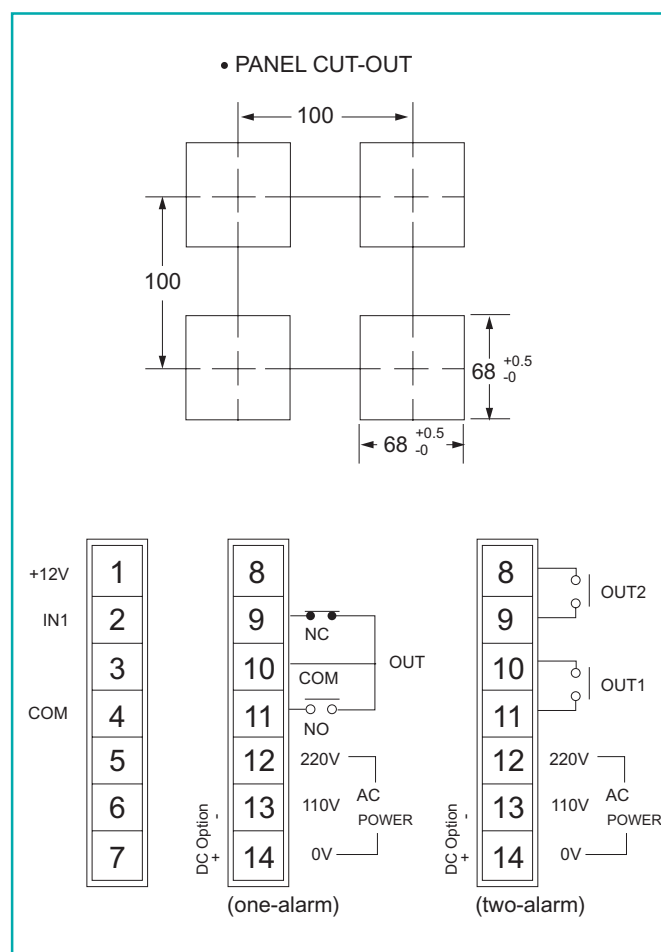 • PANEL CUT-OUT
100
100
68 +0.5 -0
68 +0.5 -0
+12V 1
IN1 2
3
COM 4
5
6
7
8
9 NC
10 COM OUT
11 NO
12 220V
13 110V AC POWER
14 0V
DC Option + -
(one-alarm)
8
9 OUT2
10
11 OUT1
12 220V
13 110V AC POWER
14 0V
DC Option + -
(two-alarm)